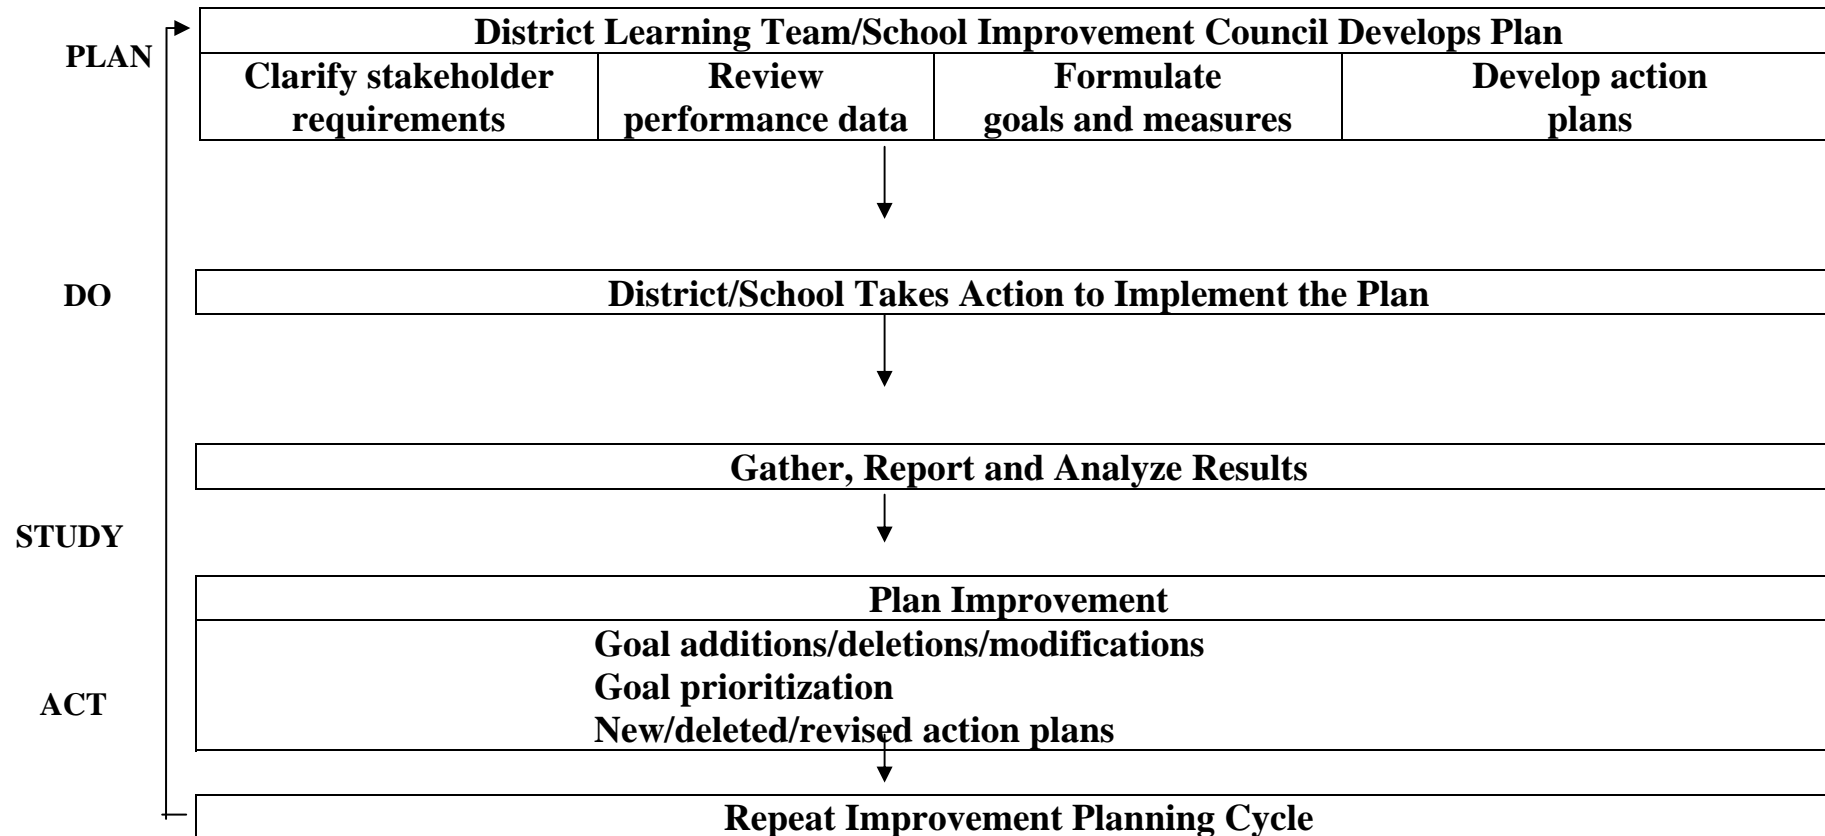 PLAN
District Learning Team/School Improvement Council Develops Plan
Clarify stakeholder
requirements
Review
performance data
Formulate
goals and measures
Develop action
plans
DO
District/School Takes Action to Implement the Plan
Gather, Report and Analyze Results
STUDY
Plan Improvement
Goal additions/deletions/modifications
Goal prioritization
New/deleted/revised action plans
ACT
Repeat Improvement Planning Cycle